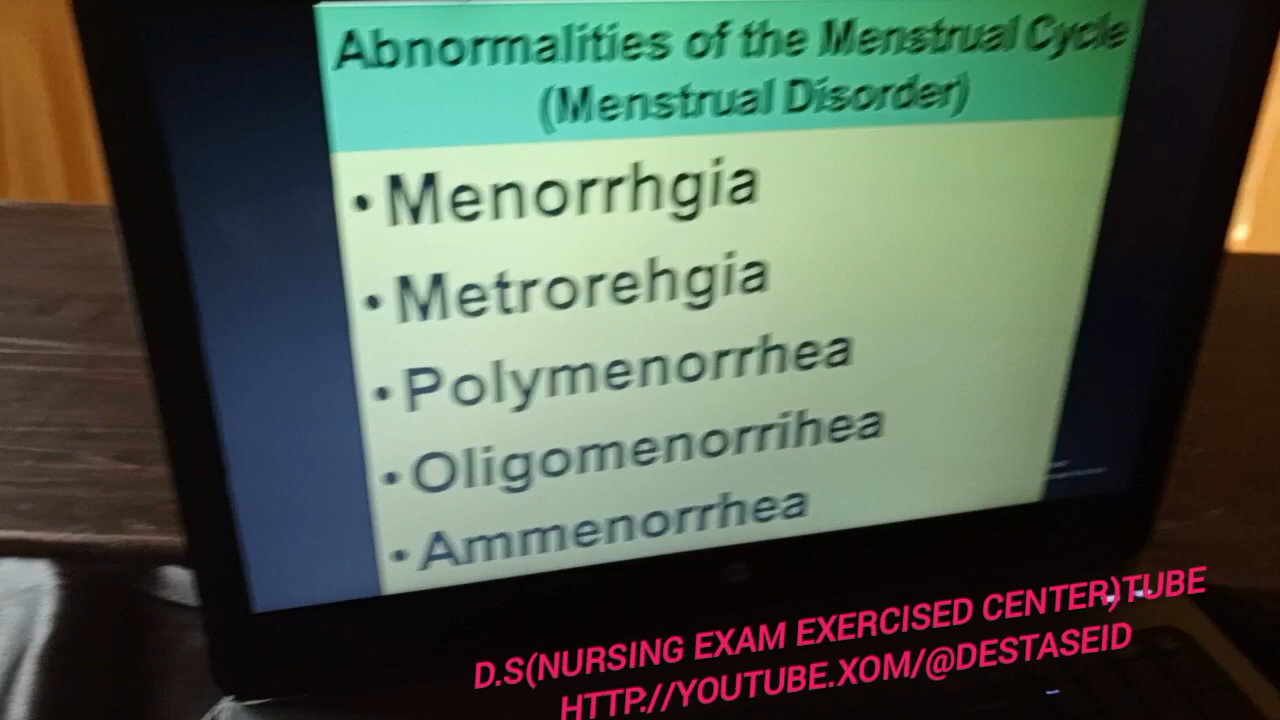 Abnormalities of the Menstrual Cycle
(Menstrual Disorder)
• Menorrhgia
• Metrorehgia
• Polymenorrhea
• Oligomenorrihea
• Ammenorrhea
D.S(NURSING EXAM EXERCISED CENTER)TUBE
HTTP.//YOUTUBE.XOM/@DESTASEID